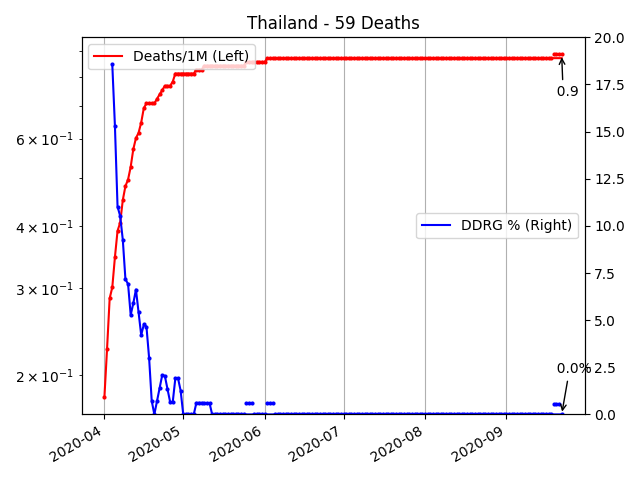 Thailand - 59 Deaths
Deaths/1M (Left)
DDRG % (Right)
0.9
0.0%
6 × 10⁻¹
4 × 10⁻¹
3 × 10⁻¹
2 × 10⁻¹
20.0
17.5
15.0
12.5
10.0
7.5
5.0
2.5
0.0
2020-04
2020-05
2020-06
2020-07
2020-08
2020-09